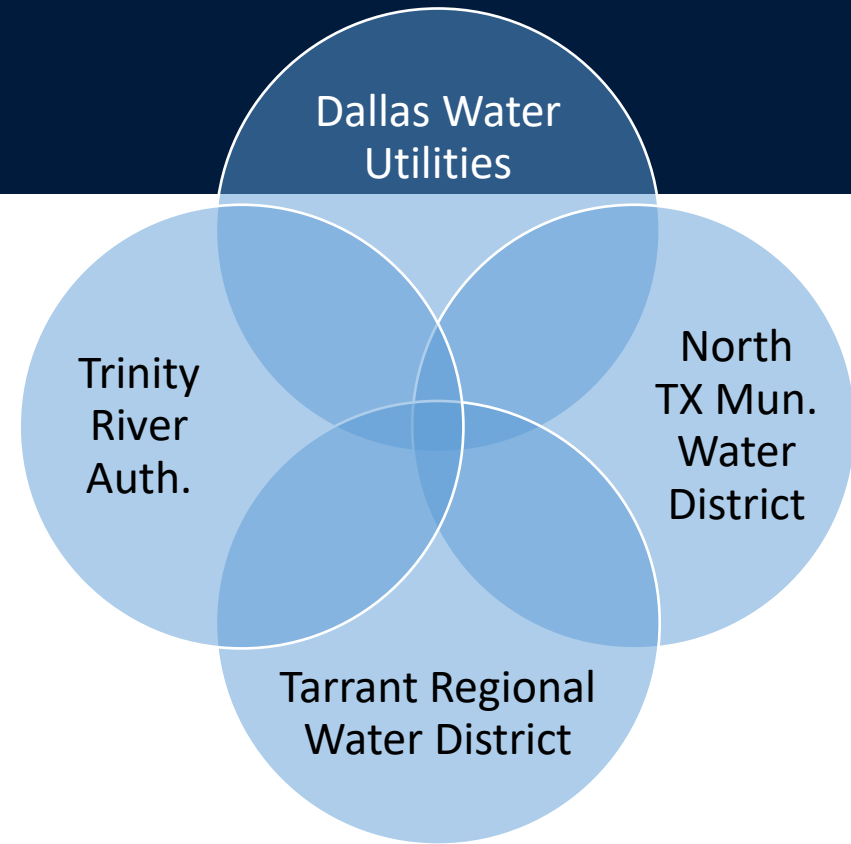 Dallas Water
Utilities
Trinity
River
Auth.
North
TX Mun.
Water
District
Tarrant Regional
Water District